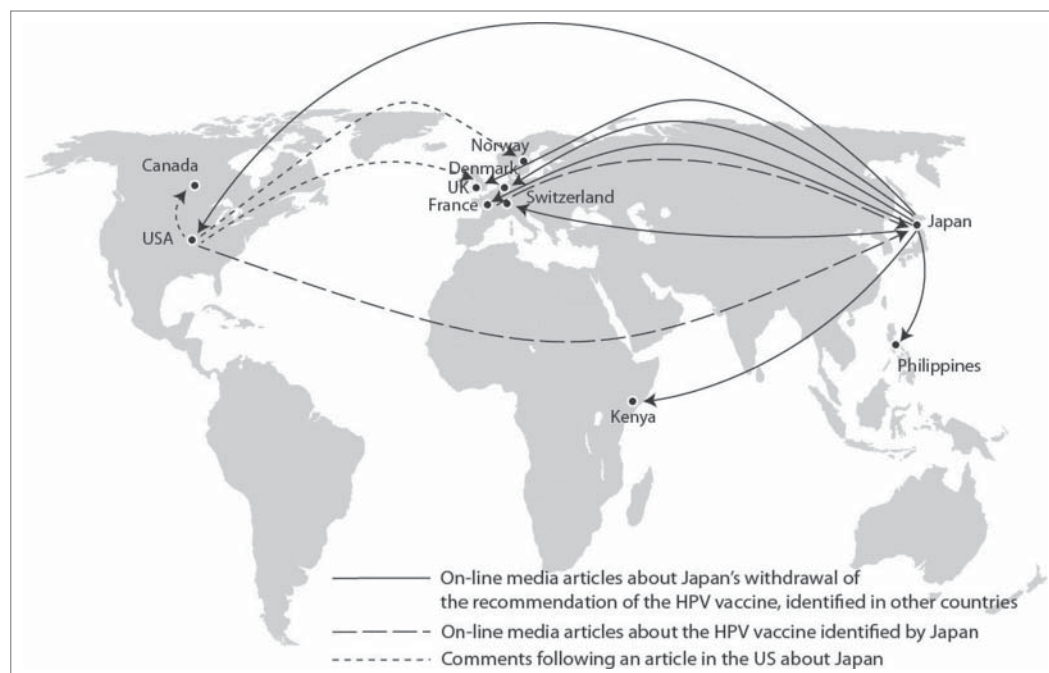 Norway
Canada
Denmark
UK
Switzerland
France
USA
Japan
Philippines
Kenya
On-line media articles about Japan's withdrawal of
the recommendation of the HPV vaccine, identified in other countries
On-line media articles about the HPV vaccine identified by Japan
Comments following an article in the US about Japan